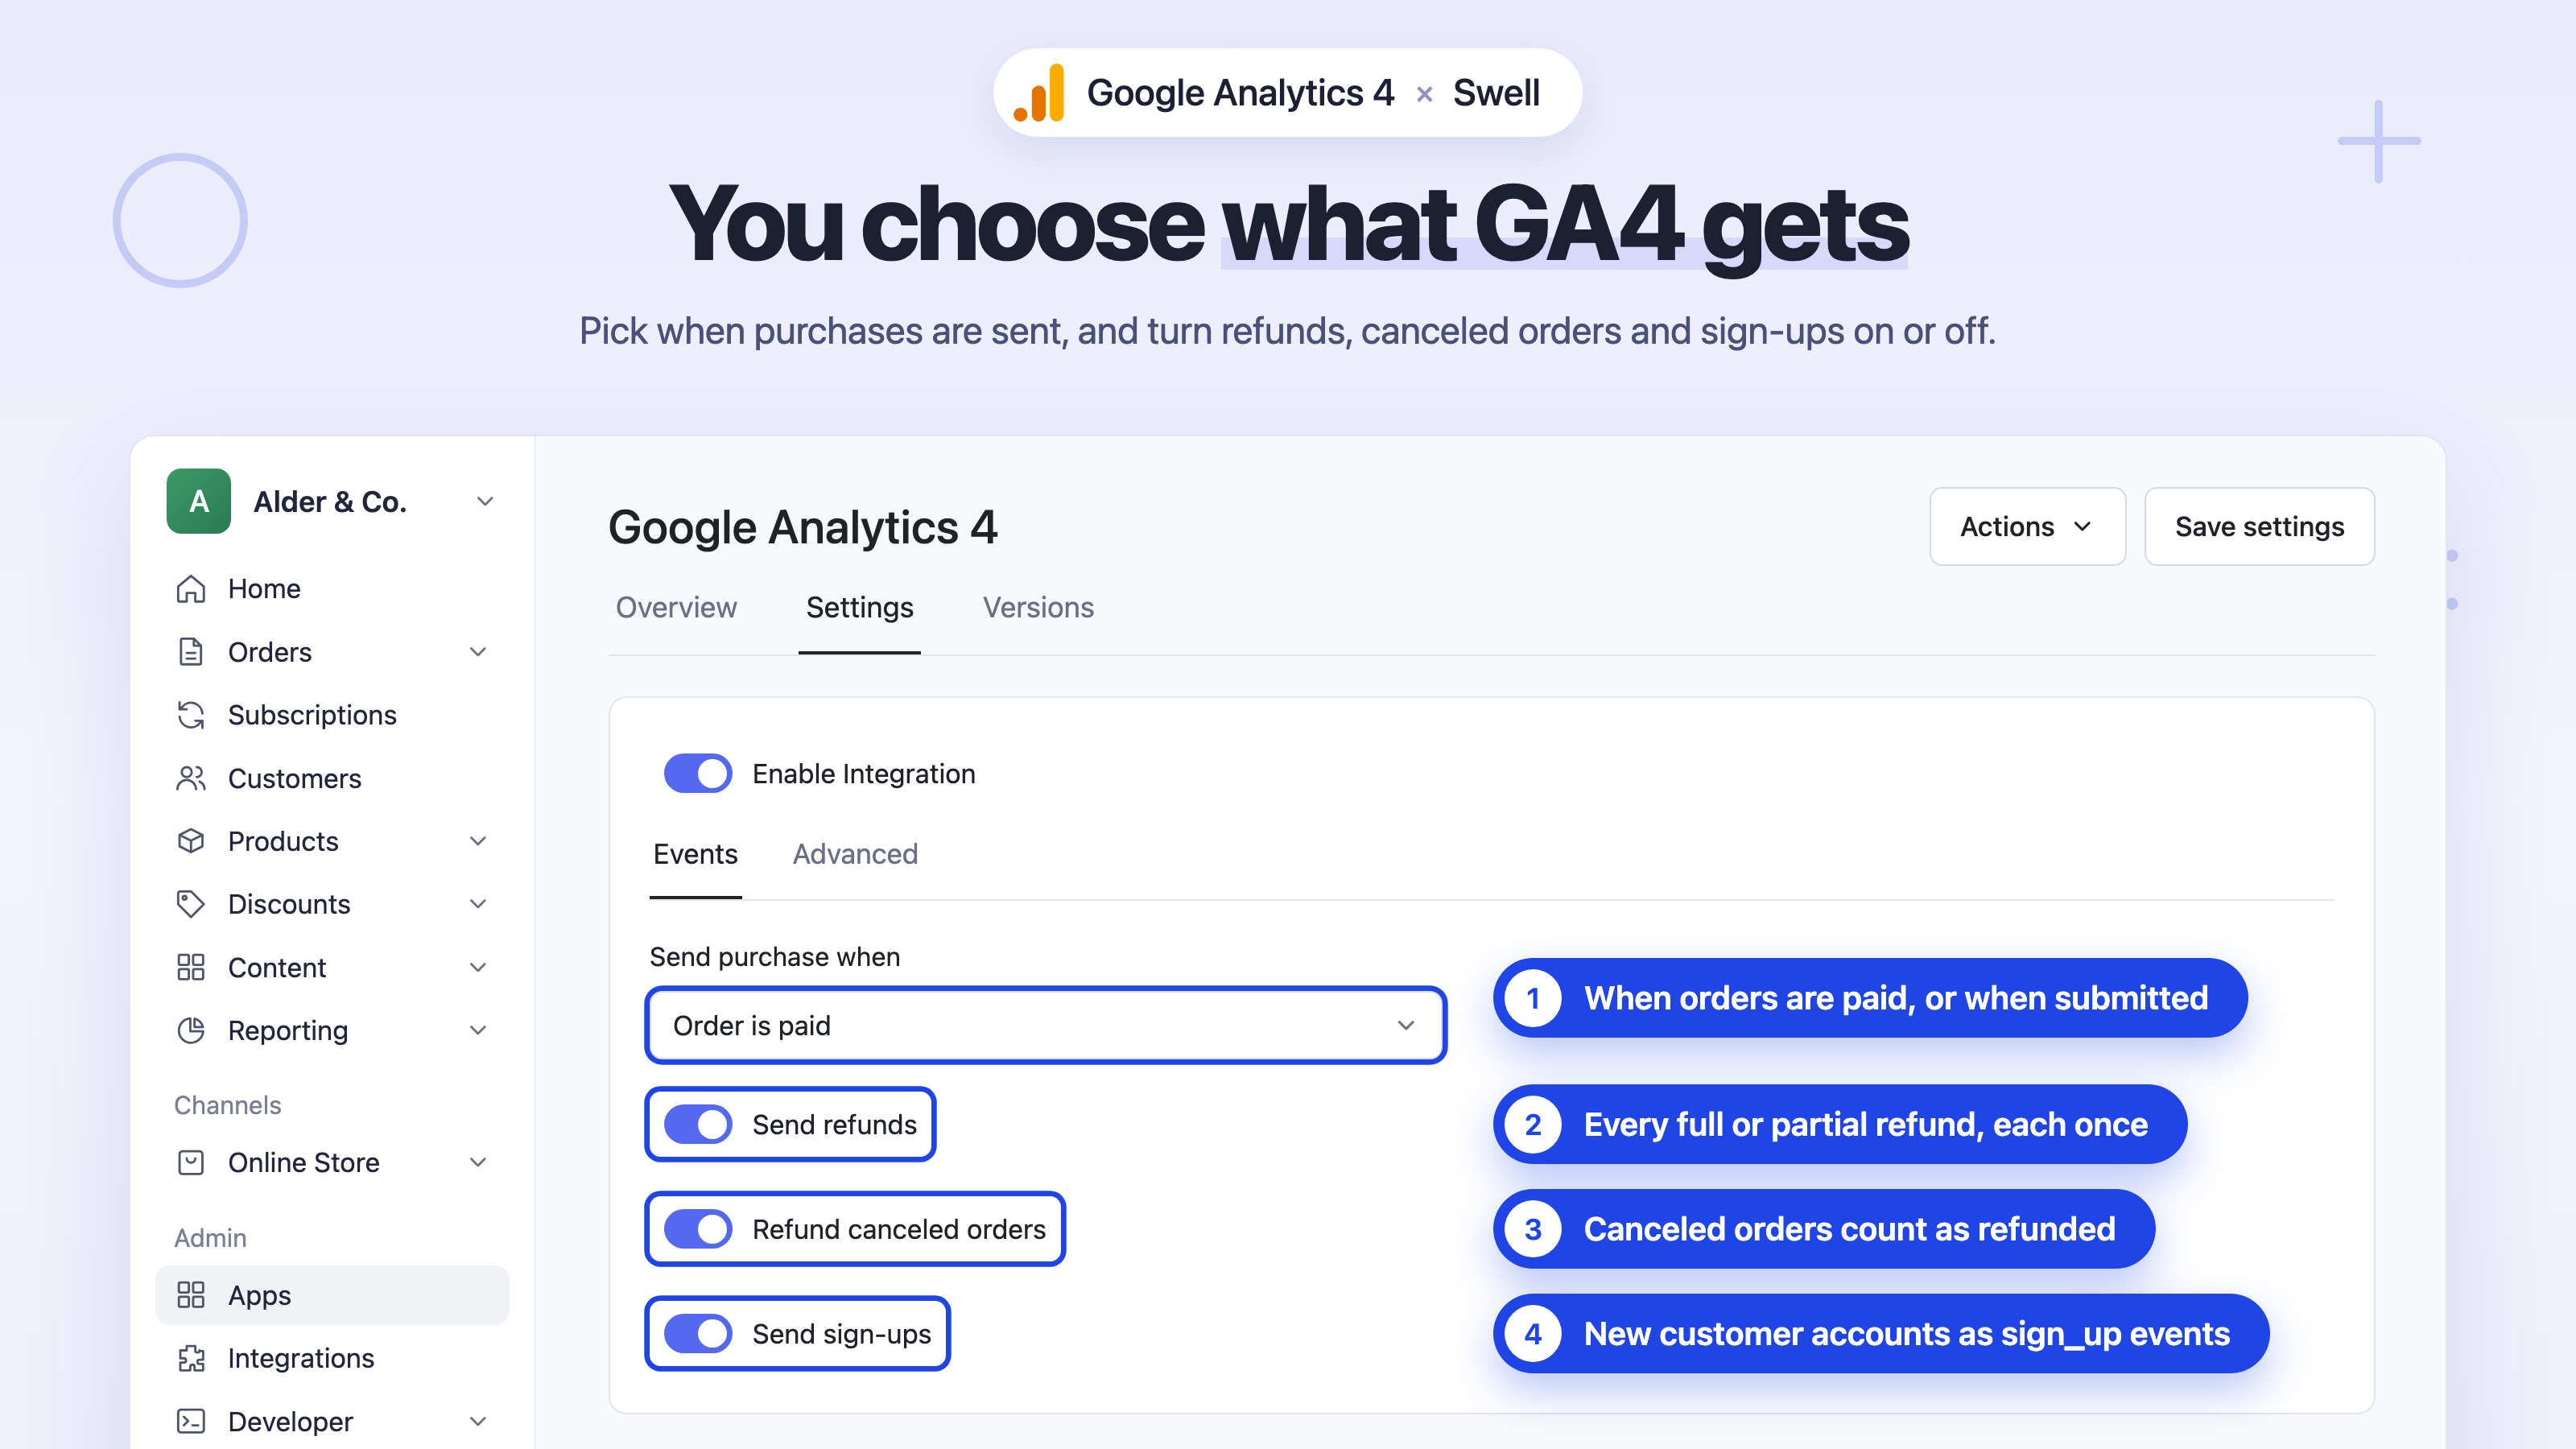 Google Analytics 4 × Swell
You choose what GA4 gets
Pick when purchases are sent, and turn refunds, canceled orders and sign-ups on or off.
A Alder & Co.
Home
Orders
Subscriptions
Customers
Products
Discounts
Content
Reporting
Channels
Online Store
Admin
Apps
Integrations
Developer
Google Analytics 4
Actions
Save settings
Overview Settings Versions
Enable Integration
Events Advanced
Send purchase when
Order is paid
1 When orders are paid, or when submitted
Send refunds
2 Every full or partial refund, each once
Refund canceled orders
3 Canceled orders count as refunded
Send sign-ups
4 New customer accounts as sign_up events